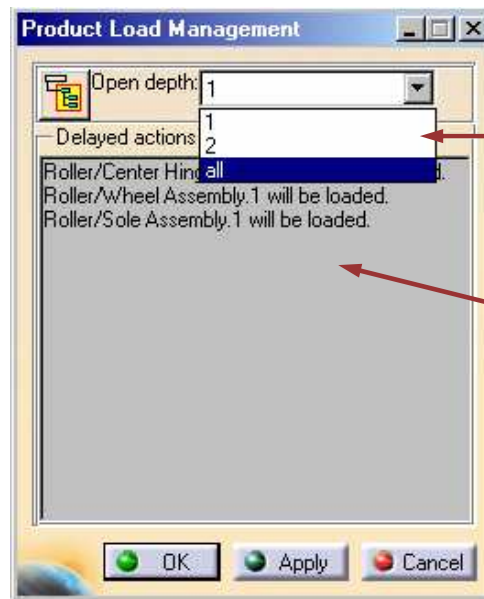 Product Load Management
Open depth: 1
1
2
all
Delayed actions
Roller/Center Hin
Roller/Wheel Assembly.1 will be loaded.
Roller/Sole Assembly.1 will be loaded.
OK Apply Cancel